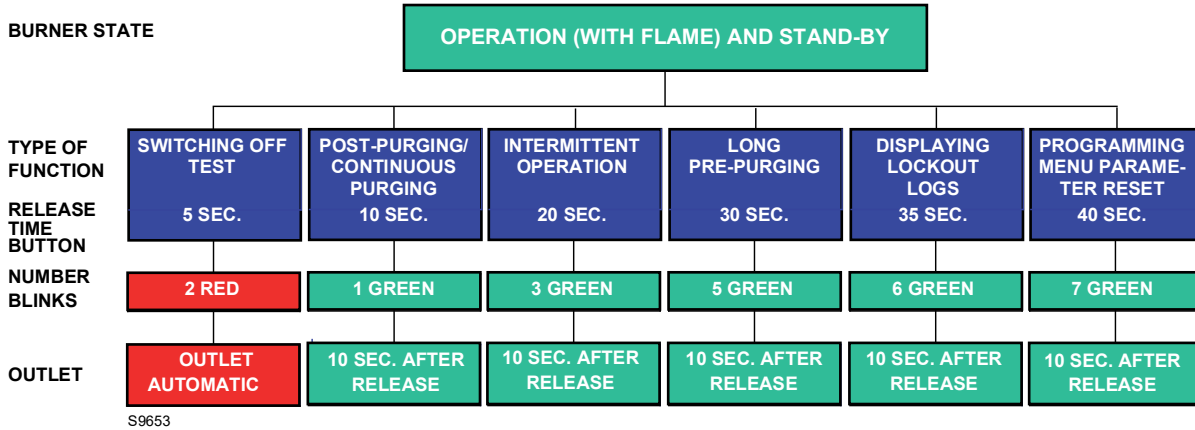 BURNER STATE
OPERATION (WITH FLAME) AND STAND-BY
TYPE OF
FUNCTION
SWITCHING OFF
TEST
POST-PURGING/
CONTINUOUS
PURGING
INTERMITTENT
OPERATION
LONG
PRE-PURGING
DISPLAYING
LOCKOUT
LOGS
PROGRAMMING
MENU PARAME-
TER RESET
RELEASE
TIME
BUTTON
5 SEC.
10 SEC.
20 SEC.
30 SEC.
35 SEC.
40 SEC.
NUMBER
BLINKS
2 RED
1 GREEN
3 GREEN
5 GREEN
6 GREEN
7 GREEN
OUTLET
OUTLET
AUTOMATIC
10 SEC. AFTER
RELEASE
10 SEC. AFTER
RELEASE
10 SEC. AFTER
RELEASE
10 SEC. AFTER
RELEASE
10 SEC. AFTER
RELEASE
S9653